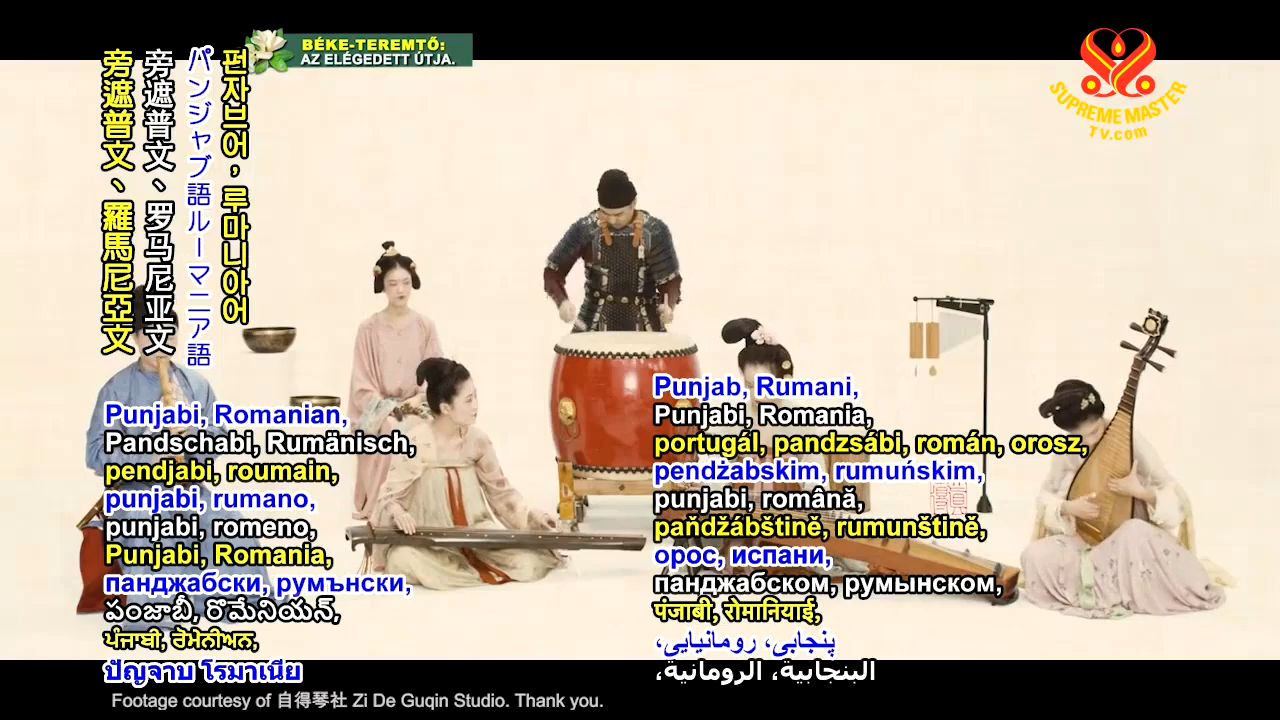 BÉKE-TEREMTŐ:
AZ ELÉGEDETT ÚTJA.
SUPREME MASTER
TV.com
旁遮普文、羅馬尼亞文
旁遮普文、罗马尼亚文
パンジャブ語ルーマニア語
펀자브어, 루마니아어
Punjabi, Romanian,
Pandschabi, Rumänisch,
pendjabi, roumain,
punjabi, rumano,
punjabi, romeno,
Punjabi, Romania,
панджабски, румънски,
పంజాబీ, రొమేనియన్,
ਪੰਜਾਬੀ, ਰੋਮੇਨੀਅਨ,
ปัญจาบ โรมาเนีย
Punjab, Rumani,
Punjabi, Romania,
portugál, pandzsábi, román, orosz,
pendżabskim, rumuńskim,
punjabi, română,
paňdžábštině, rumunštině,
орос, испани,
панджабском, румынском,
पंजाबी, रोमानियाई,
پنجابی، رومانیایی،
البنجابية، الرومانية،
Footage courtesy of 自得琴社 Zi De Guqin Studio. Thank you.